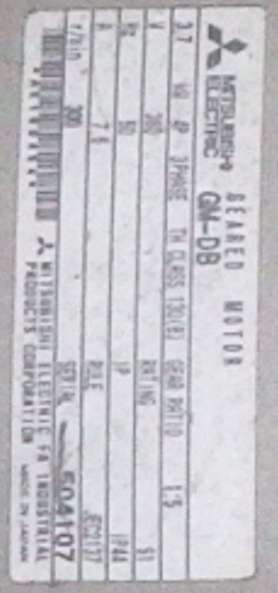 MITSUBISHI ELECTRIC GEARED MOTOR
GM-DB
3.7 kW 4P 3PHASE TH.CLASS 130(B) GEAR RATIO 1:5
V 380 RATING S1
Hz 50 IP IP44
A 7.6 RULE JEC2137
r/min 300 SERIAL 504107
MITSUBISHI ELECTRIC FA INDUSTRIAL
PRODUCTS CORPORATION MADE IN JAPAN